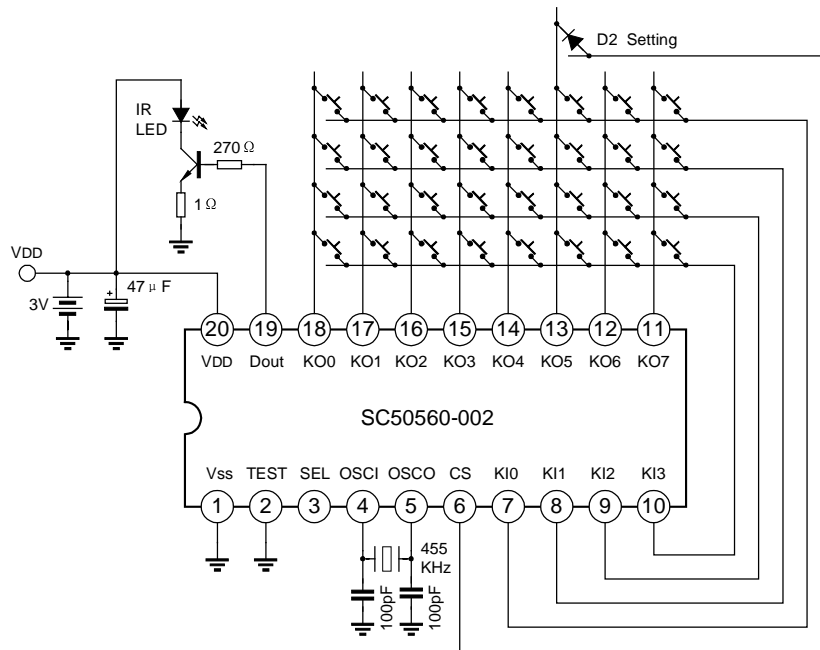 D2 Setting
IR
LED
270Ω
1Ω
VDD
3V
+
47μF
20 19 18 17 16 15 14 13 12 11
VDD Dout KO0 KO1 KO2 KO3 KO4 KO5 KO6 KO7
SC50560-002
Vss TEST SEL OSCI OSCO CS KI0 KI1 KI2 KI3
1 2 3 4 5 6 7 8 9 10
455
KHz
100pF 100pF